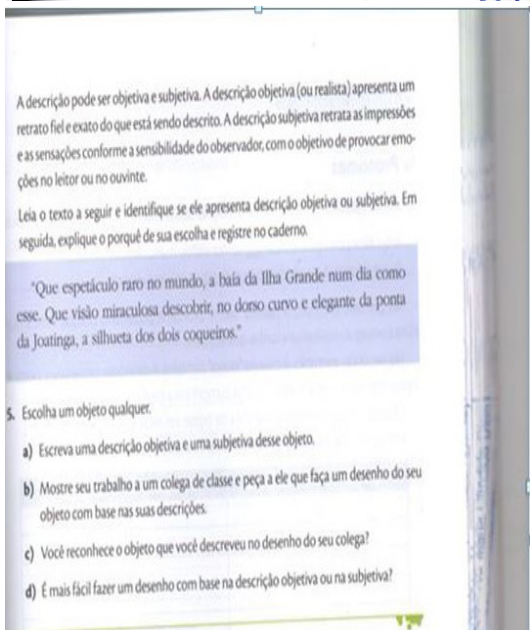 A descrição pode ser objetiva e subjetiva. A descrição objetiva (ou realista) apresenta um
retrato fiel e exato do que está sendo descrito. A descrição subjetiva retrata as impressões
e as sensações conforme a sensibilidade do observador, com o objetivo de provocar emo-
ções no leitor ou no ouvinte.
Leia o texto a seguir e identifique se ele apresenta descrição objetiva ou subjetiva. Em
seguida, explique o porquê de sua escolha e registre no caderno.
"Que espetáculo raro no mundo, a baía da Ilha Grande num dia como
esse. Que visão miraculosa descobrir, no dorso curvo e elegante da ponta
da Joatinga, a silhueta dos dois coqueiros."
5. Escolha um objeto qualquer.
a) Escreva uma descrição objetiva e uma subjetiva desse objeto.
b) Mostre seu trabalho a um colega de classe e peça a ele que faça um desenho do seu
objeto com base nas suas descrições.
c) Você reconhece o objeto que você descreveu no desenho do seu colega?
d) É mais fácil fazer um desenho com base na descrição objetiva ou na subjetiva?